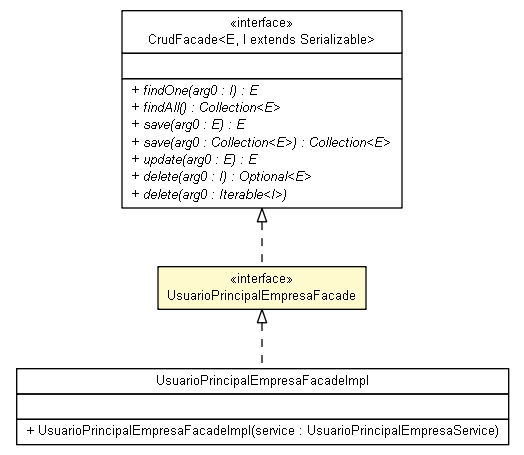 «interface»
CrudFacade<E, I extends Serializable>
+ findOne(arg0 : I) : E
+ findAll() : Collection<E>
+ save(arg0 : E) : E
+ save(arg0 : Collection<E>) : Collection<E>
+ update(arg0 : E) : E
+ delete(arg0 : I) : Optional<E>
+ delete(arg0 : Iterable<I>)
«interface»
UsuarioPrincipalEmpresaFacade
UsuarioPrincipalEmpresaFacadeImpl
+ UsuarioPrincipalEmpresaFacadeImpl(service : UsuarioPrincipalEmpresaService)